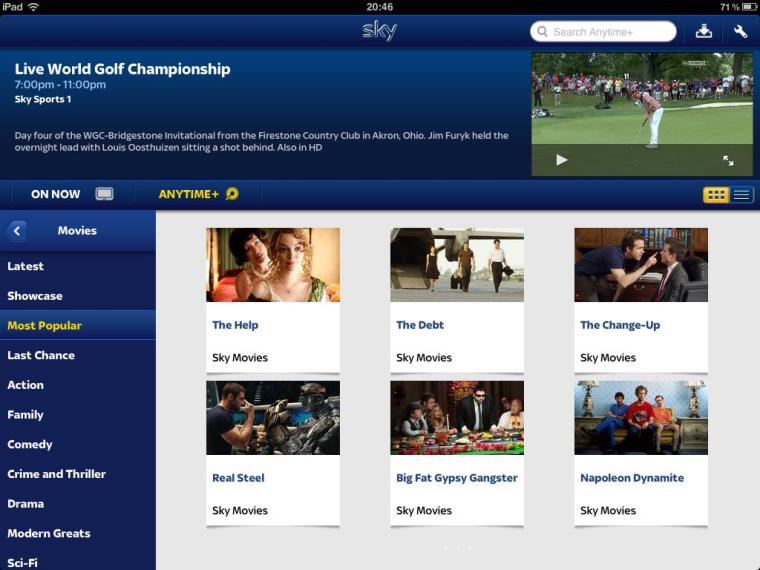 iPad 20:46 71 %
sky Search Anytime+
Live World Golf Championship
7:00pm - 11:00pm
Sky Sports 1
Day four of the WGC-Bridgestone Invitational from the Firestone Country Club in Akron, Ohio. Jim Furyk held the
overnight lead with Louis Oosthuizen sitting a shot behind. Also in HD
ON NOW ANYTIME+
Movies
Latest
Showcase
Most Popular
Last Chance
Action
Family
Comedy
Crime and Thriller
Drama
Modern Greats
Sci-Fi
The Help
Sky Movies
The Debt
Sky Movies
The Change-Up
Sky Movies
Real Steel
Sky Movies
Big Fat Gypsy Gangster
Sky Movies
Napoleon Dynamite
Sky Movies